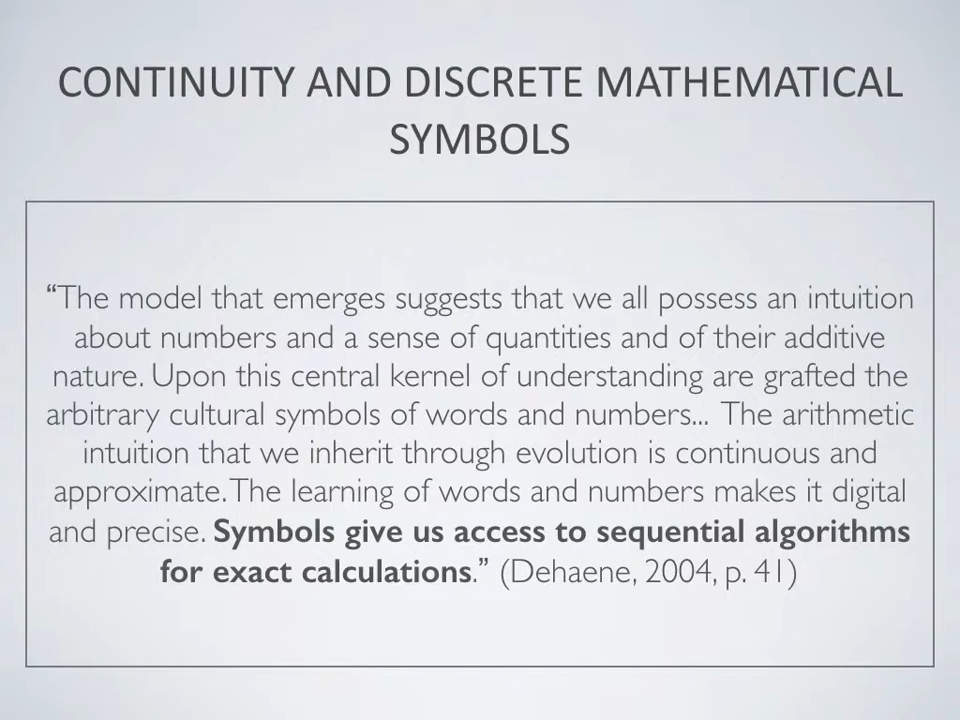 CONTINUITY AND DISCRETE MATHEMATICAL
SYMBOLS
“The model that emerges suggests that we all possess an intuition
about numbers and a sense of quantities and of their additive
nature. Upon this central kernel of understanding are grafted the
arbitrary cultural symbols of words and numbers... The arithmetic
intuition that we inherit through evolution is continuous and
approximate. The learning of words and numbers makes it digital
and precise. Symbols give us access to sequential algorithms
for exact calculations.” (Dehaene, 2004, p. 41)